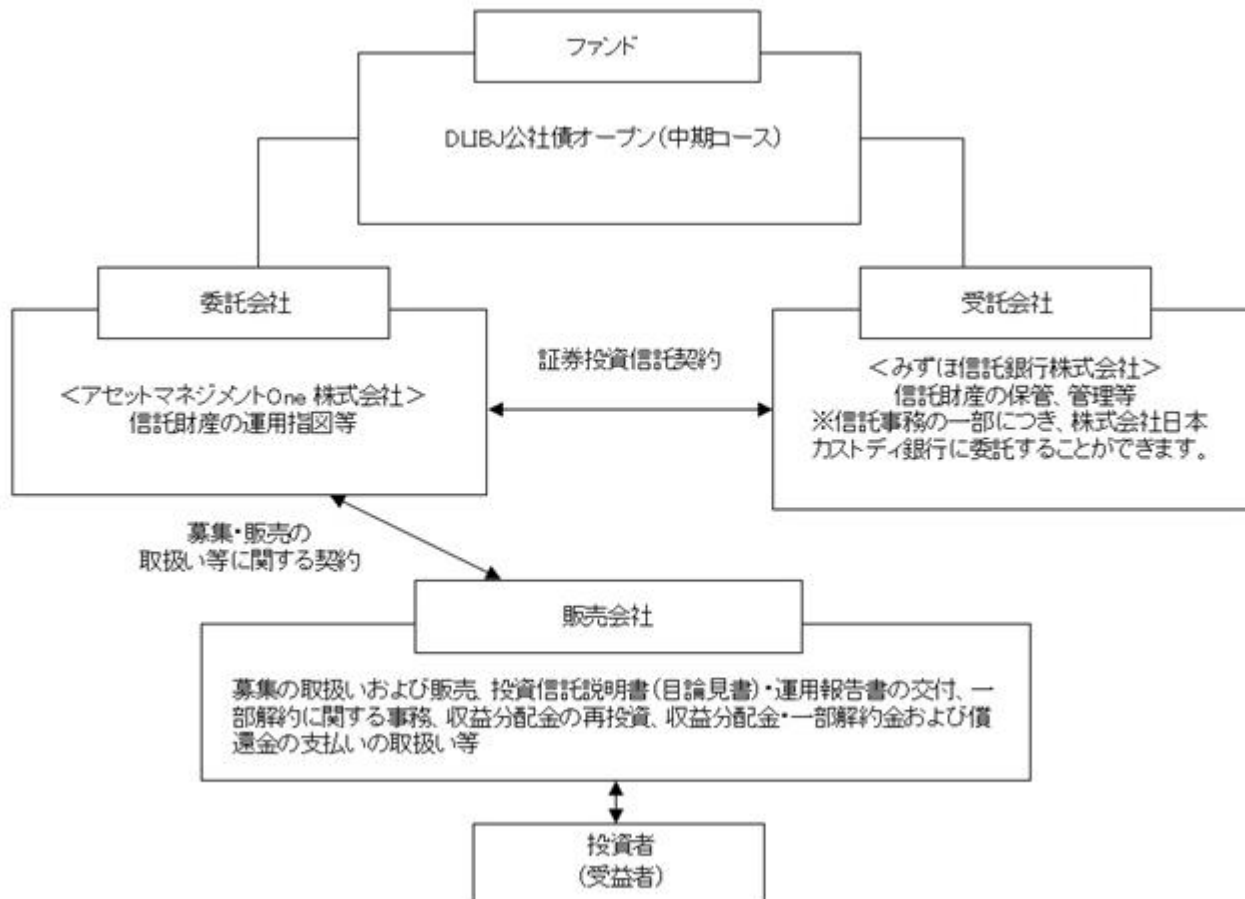 ファンド
DLIBJ公社債オープン(中期コース)
委託会社
<アセットマネジメントOne 株式会社>
信託財産の運用指図等
証券投資信託契約
受託会社
<みずほ信託銀行株式会社>
信託財産の保管、管理等
※信託事務の一部につき、株式会社日本
カストディ銀行に委託することができます。
募集・販売の
取扱い等に関する契約
販売会社
募集の取扱いおよび販売、投資信託説明書(目論見書)・運用報告書の交付、一
部解約に関する事務、収益分配金の再投資、収益分配金・一部解約金および償
還金の支払いの取扱い等
投資者
(受益者)